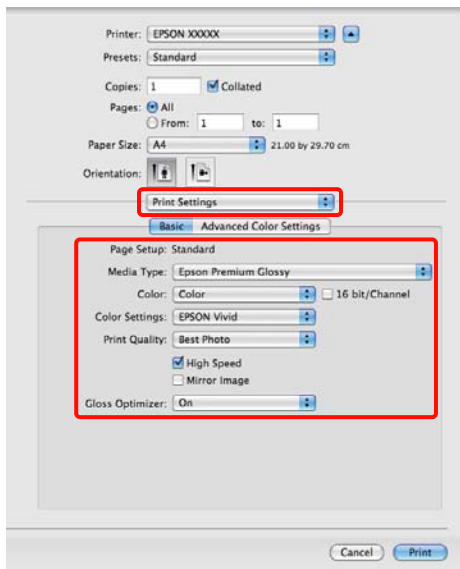 Printer: EPSON XXXXX
Presets: Standard
Copies: 1 Collated
Pages: All
From: 1 to: 1
Paper Size: A4 21.00 by 29.70 cm
Orientation:
Print Settings
Basic Advanced Color Settings
Page Setup: Standard
Media Type: Epson Premium Glossy
Color: Color 16 bit/Channel
Color Settings: EPSON Vivid
Print Quality: Best Photo
High Speed
Mirror Image
Gloss Optimizer: On
Cancel Print